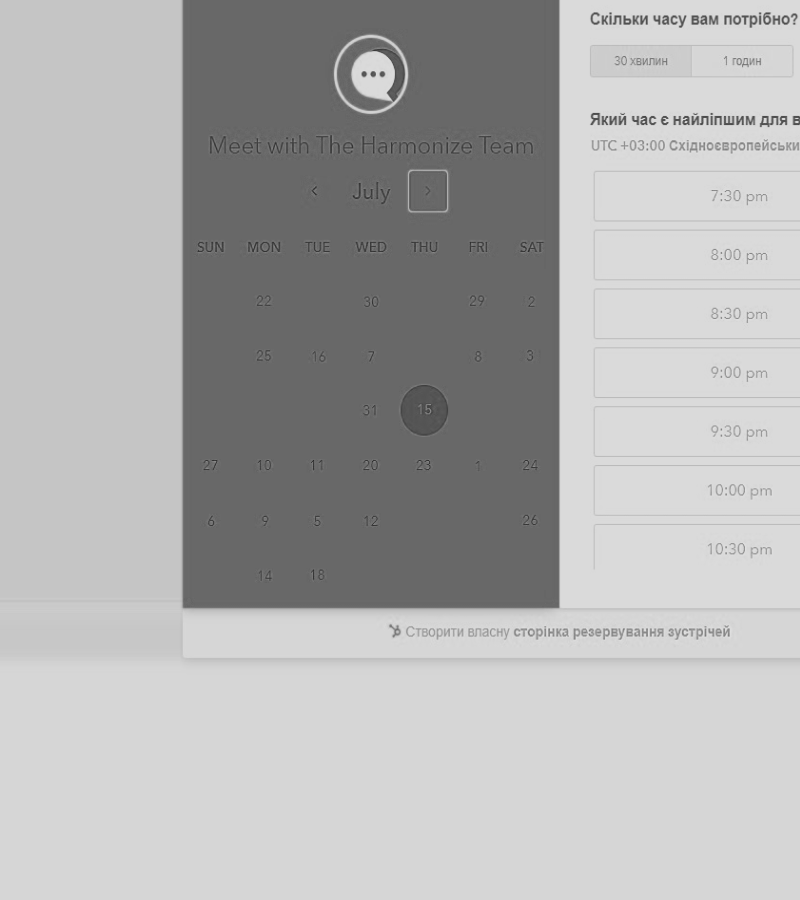 Meet with The Harmonize Team
July
SUN MON TUE WED THU FRI SAT
22 30 29 2
25 16 7 8 3
31 15
27 10 11 20 23 1 24
6 9 5 12 26
14 18
Скільки часу вам потрібно?
30 хвилин 1 годин
Який час є найліпшим для в
UTC +03:00 Східноєвропейськи
7:30 pm
8:00 pm
8:30 pm
9:00 pm
9:30 pm
10:00 pm
10:30 pm
Створити власну сторінка резервування зустрічей